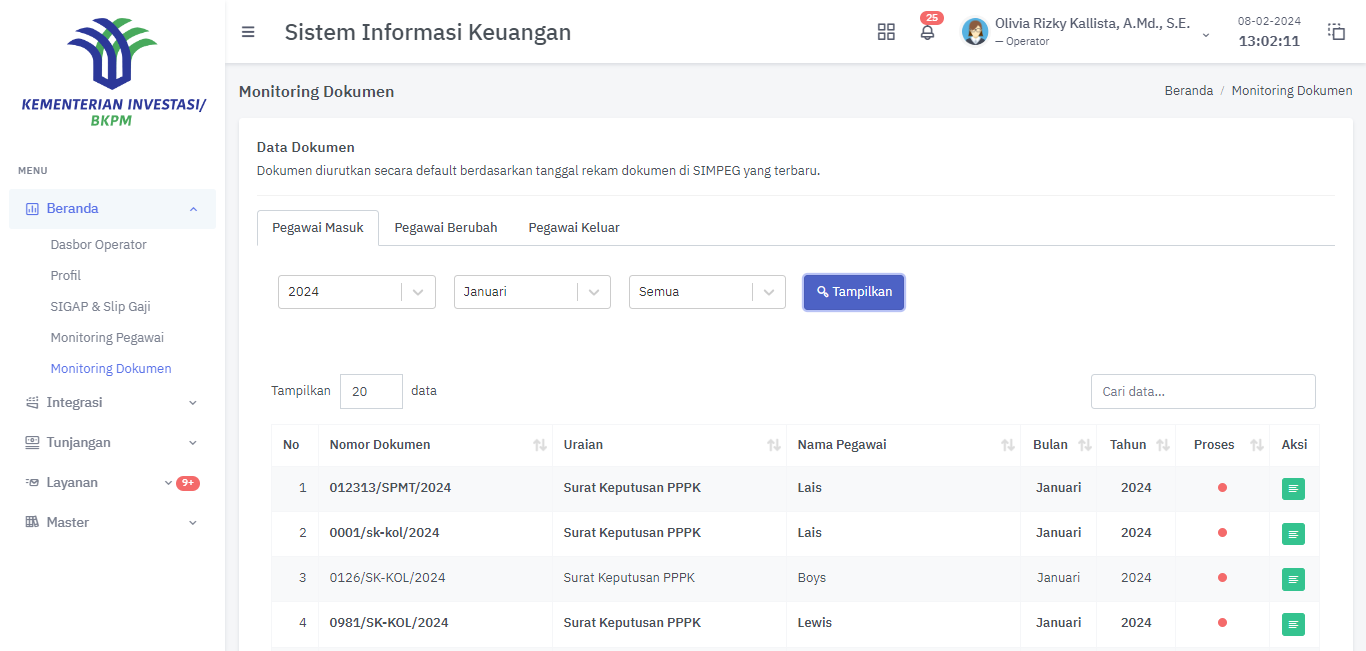 KEMENTERIAN INVESTASI/
BKPM
Sistem Informasi Keuangan
25
Olivia Rizky Kallista, A.Md., S.E.
— Operator
08-02-2024
13:02:11
MENU
Beranda
Dasbor Operator
Profil
SIGAP & Slip Gaji
Monitoring Pegawai
Monitoring Dokumen
Integrasi
Tunjangan
Layanan 9+
Master
Monitoring Dokumen
Beranda / Monitoring Dokumen
Data Dokumen
Dokumen diurutkan secara default berdasarkan tanggal rekam dokumen di SIMPEG yang terbaru.
Pegawai Masuk Pegawai Berubah Pegawai Keluar
2024 Januari Semua Tampilkan
Tampilkan 20 data Cari data...
No Nomor Dokumen Uraian Nama Pegawai Bulan Tahun Proses Aksi
1 012313/SPMT/2024 Surat Keputusan PPPK Lais Januari 2024
2 0001/sk-kol/2024 Surat Keputusan PPPK Lais Januari 2024
3 0126/SK-KOL/2024 Surat Keputusan PPPK Boys Januari 2024
4 0981/SK-KOL/2024 Surat Keputusan PPPK Lewis Januari 2024